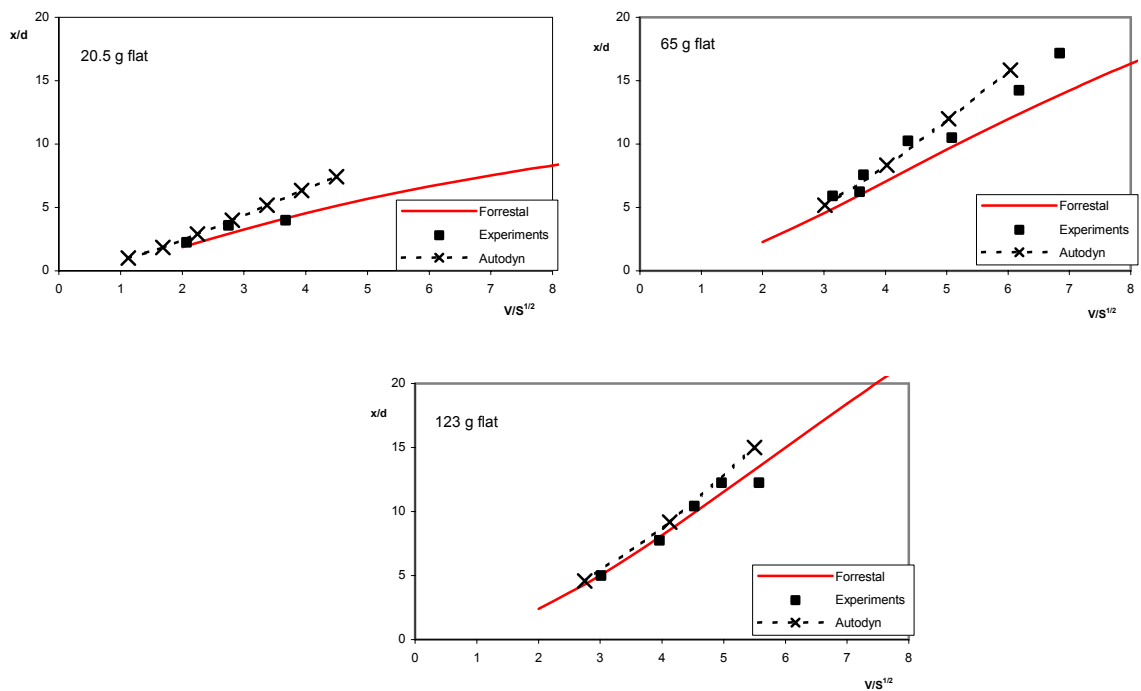 20
x/d
20.5 g flat
15
10
5
0
Forrestal
Experiments
Autodyn
0 1 2 3 4 5 6 7 8
V/S1/2
20
x/d
65 g flat
15
10
5
0
Forrestal
Experiments
Autodyn
0 1 2 3 4 5 6 7 8
V/S1/2
20
x/d
123 g flat
15
10
5
0
Forrestal
Experiments
Autodyn
0 1 2 3 4 5 6 7 8
V/S1/2